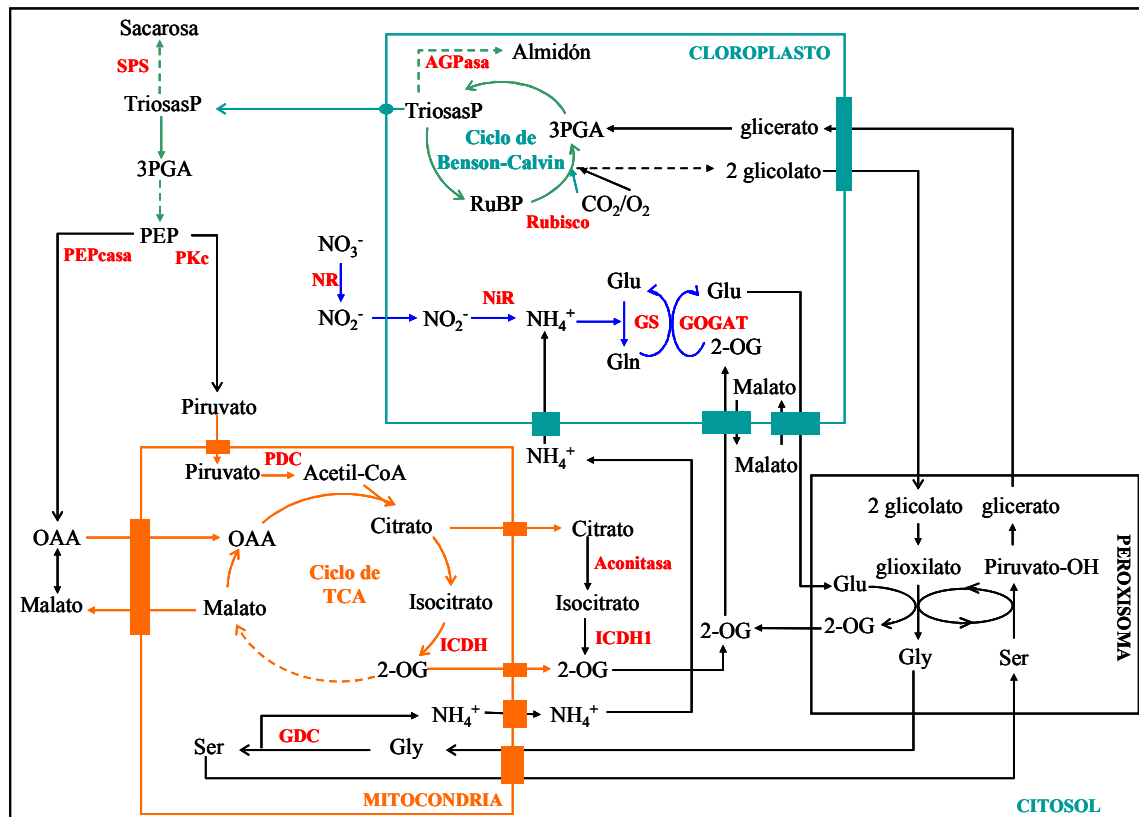 Sacarosa
SPS
TriosasP
3PGA
PEP
PEPcasa
PKc
Piruvato
CLOROPLASTO
AGPasa
Almidón
TriosasP
Ciclo de
Benson-Calvin
3PGA
RuBP
Rubisco
CO₂/O₂
glicerato
2 glicolato
NO₃⁻
NR
NO₂⁻
NO₂⁻
NiR
NH₄⁺
Glu
GS
Gln
GOGAT
Glu
2-OG
Malato
Malato
NH₄⁺
Piruvato
PDC
Acetil-CoA
OAA
Malato
OAA
Malato
Ciclo de
TCA
Citrato
Isocitrato
ICDH
2-OG
Citrato
Aconitasa
Isocitrato
ICDH1
2-OG
2-OG
NH₄⁺
NH₄⁺
Ser
GDC
Gly
MITOCONDRIA
2 glicolato
glicerato
glioxilato
Piruvato-OH
Glu
2-OG
Gly
Ser
PEROXISOMA
CITOSOL